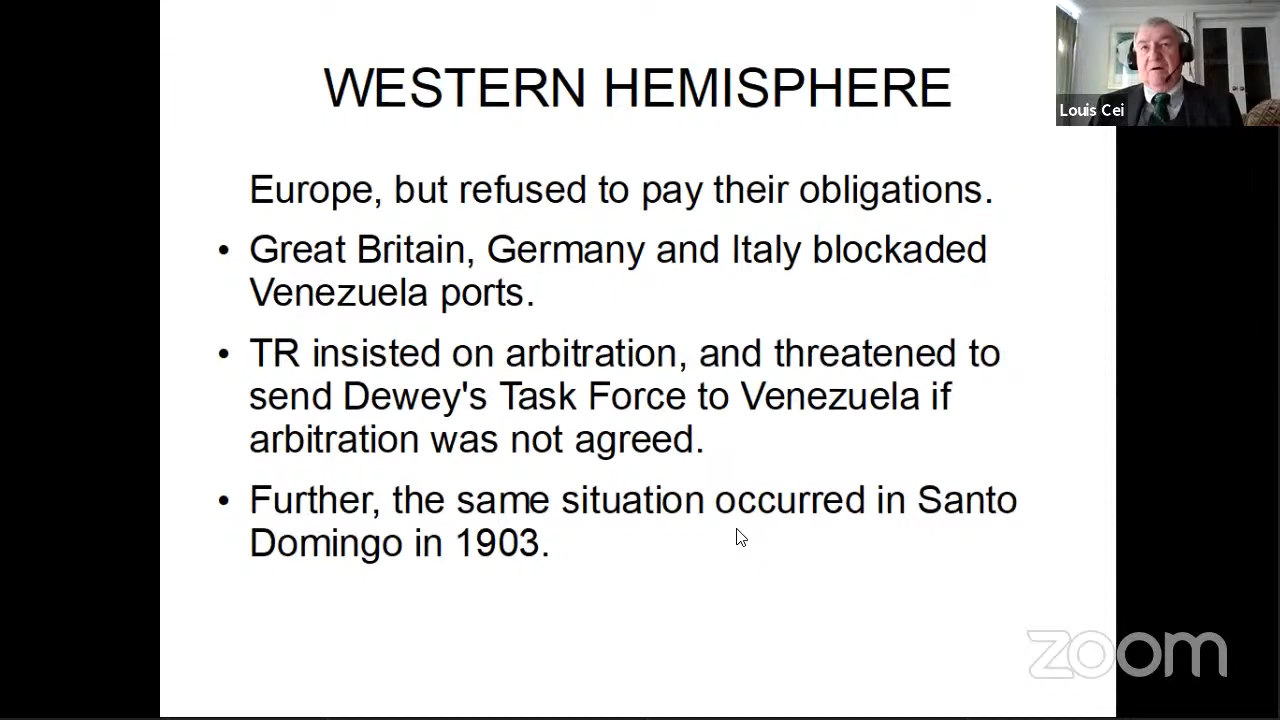 WESTERN HEMISPHERE
Louis Cei
Europe, but refused to pay their obligations.
• Great Britain, Germany and Italy blockaded
Venezuela ports.
• TR insisted on arbitration, and threatened to
send Dewey's Task Force to Venezuela if
arbitration was not agreed.
• Further, the same situation occurred in Santo
Domingo in 1903.
zoom